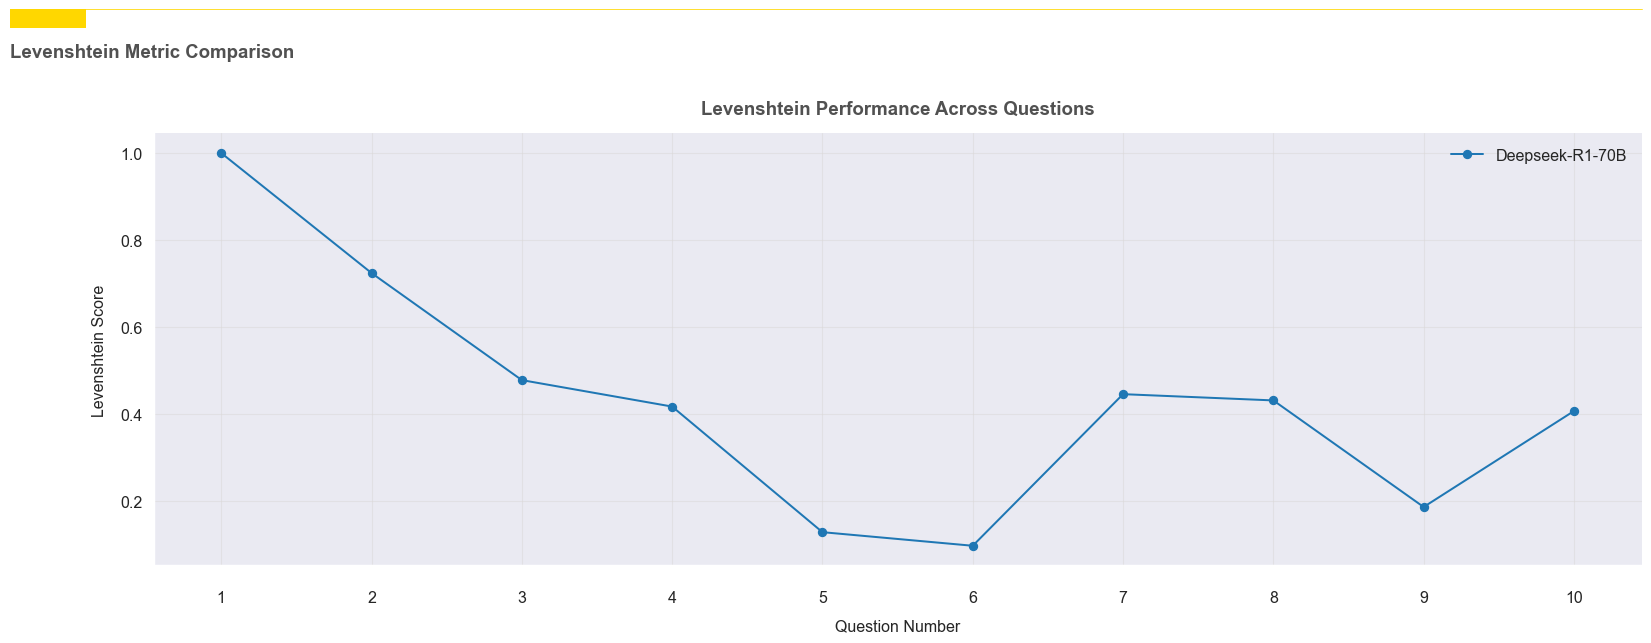 Levenshtein Metric Comparison
Levenshtein Performance Across Questions
Deepseek-R1-70B
1.0
0.8
0.6
0.4
0.2
Levenshtein Score
1 2 3 4 5 6 7 8 9 10
Question Number